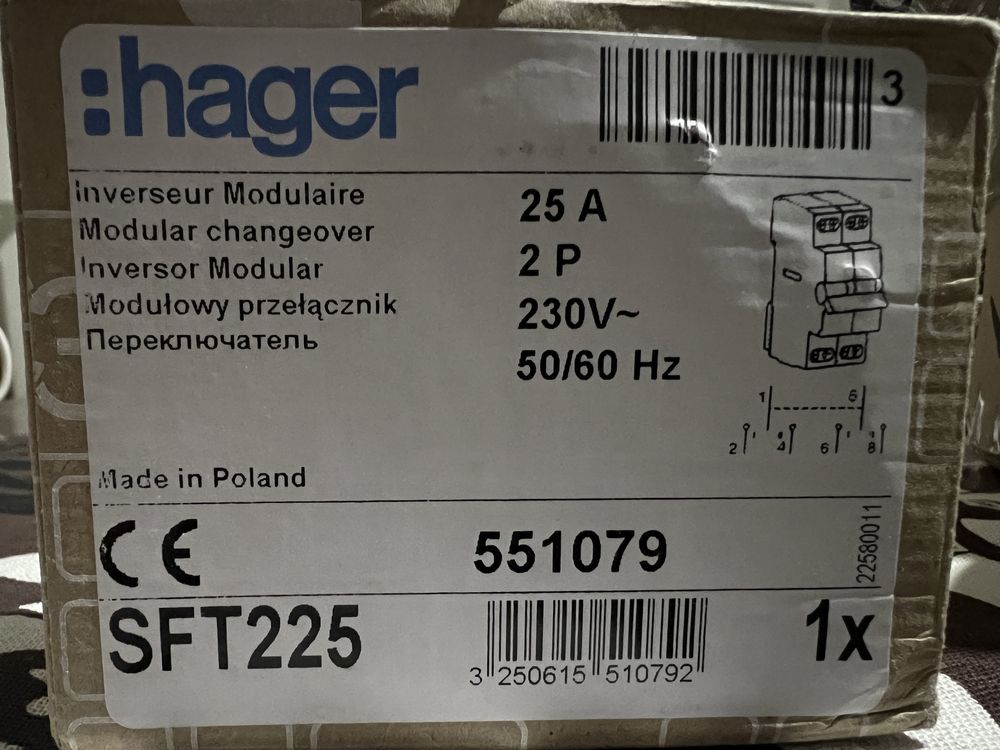 :hager
3
Inverseur Modulaire
Modular changeover
Inversor Modular
Modułowy przełącznik
Переключатель
25 A
2 P
230V~
50/60 Hz
1 6
2 4 6 8
Made in Poland
CE
551079
22580011
SFT225
1x
3 250615 510792